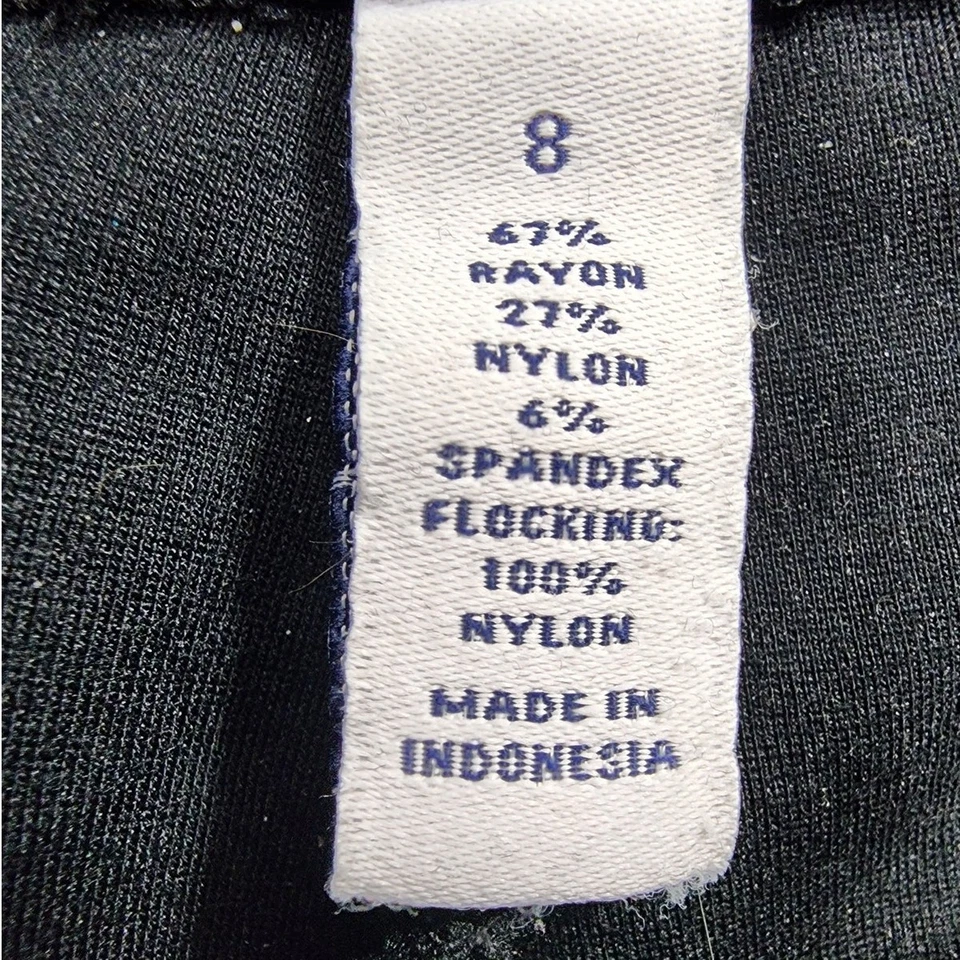 8
67%
RAYON
27%
NYLON
6%
SPANDEX
FLOCKING:
100%
NYLON
MADE IN
INDONESIA